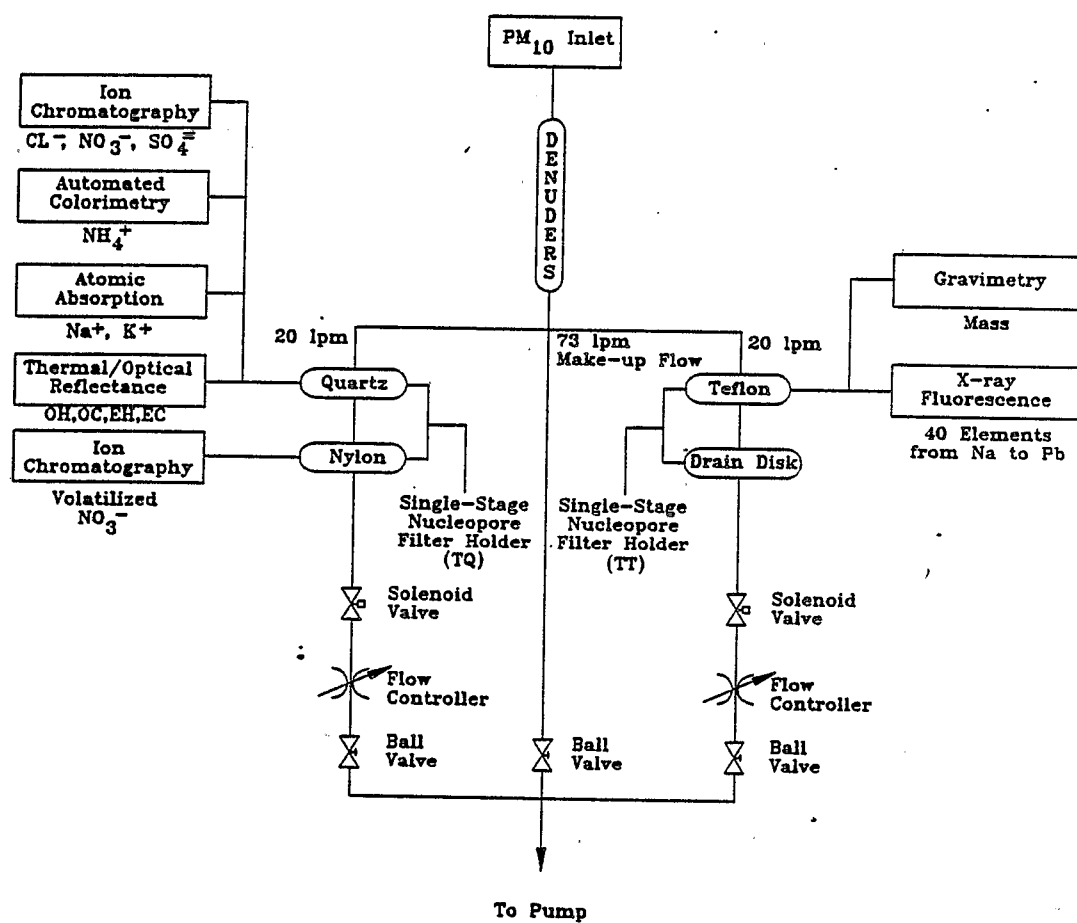 PM10 Inlet
DENUDERS
Ion
Chromatography
CL⁻, NO3⁻, SO4⁼
Automated
Colorimetry
NH4⁺
Atomic
Absorption
Na⁺, K⁺
Thermal/Optical
Reflectance
OH,OC,EH,EC
Ion
Chromatography
Volatilized
NO3⁻
20 lpm
73 lpm
Make-up Flow
20 lpm
Quartz
Nylon
Teflon
Drain Disk
Gravimetry
Mass
X-ray
Fluorescence
40 Elements
from Na to Pb
Single-Stage
Nucleopore
Filter Holder
(TQ)
Single-Stage
Nucleopore
Filter Holder
(TT)
Solenoid
Valve
Solenoid
Valve
Flow
Controller
Flow
Controller
Ball
Valve
Ball
Valve
Ball
Valve
To Pump